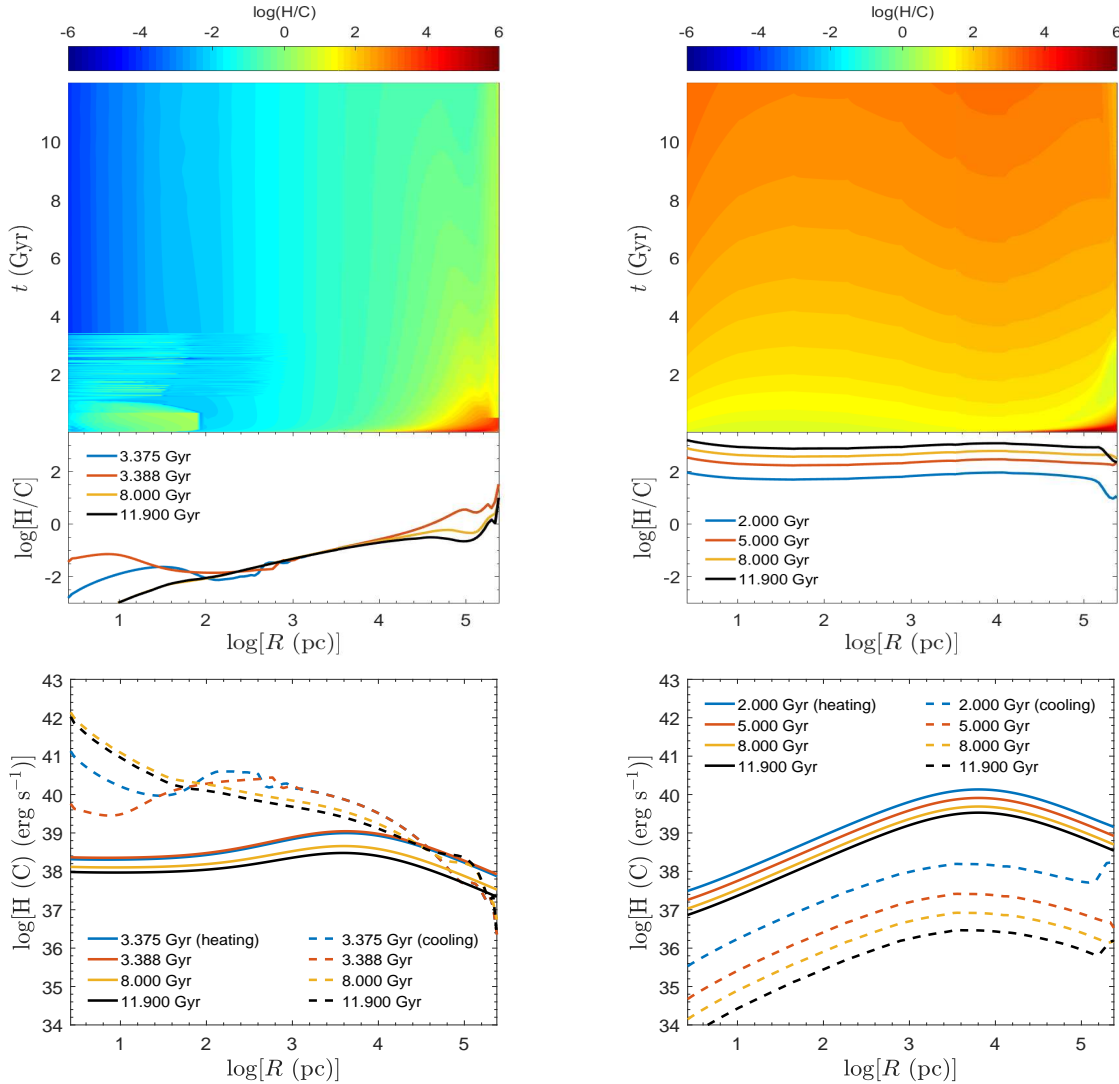 log(H/C)
-6 -4 -2 0 2 4 6
10
8
6
4
2
t (Gyr)
2
0
-2
log[H/C]
3.375 Gyr
3.388 Gyr
8.000 Gyr
11.900 Gyr
1 2 3 4 5
log[R (pc)]
log(H/C)
-6 -4 -2 0 2 4 6
10
8
6
4
2
t (Gyr)
2
0
-2
log[H/C]
2.000 Gyr
5.000 Gyr
8.000 Gyr
11.900 Gyr
1 2 3 4 5
log[R (pc)]
43
42
41
40
39
38
37
36
35
34
log[H (C) (erg s⁻¹)]
3.375 Gyr (heating)
3.388 Gyr
8.000 Gyr
11.900 Gyr
3.375 Gyr (cooling)
3.388 Gyr
8.000 Gyr
11.900 Gyr
1 2 3 4 5
log[R (pc)]
43
42
41
40
39
38
37
36
35
34
log[H (C) (erg s⁻¹)]
2.000 Gyr (heating)
5.000 Gyr
8.000 Gyr
11.900 Gyr
2.000 Gyr (cooling)
5.000 Gyr
8.000 Gyr
11.900 Gyr
1 2 3 4 5
log[R (pc)]